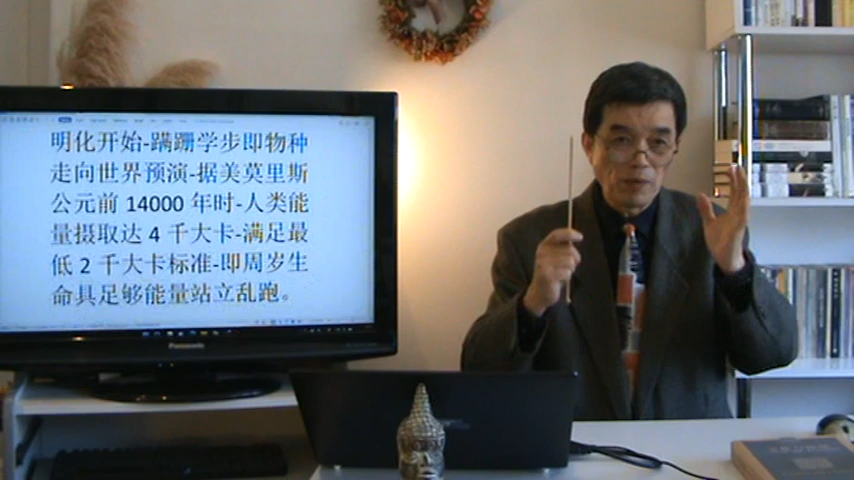 明化开始-蹒跚学步即物种
走向世界预演-据美莫里斯
公元前 14000 年时-人类能
量摄取达 4 千大卡-满足最
低 2 千大卡标准-即周岁生
命具足够能量站立乱跑。
Panasonic